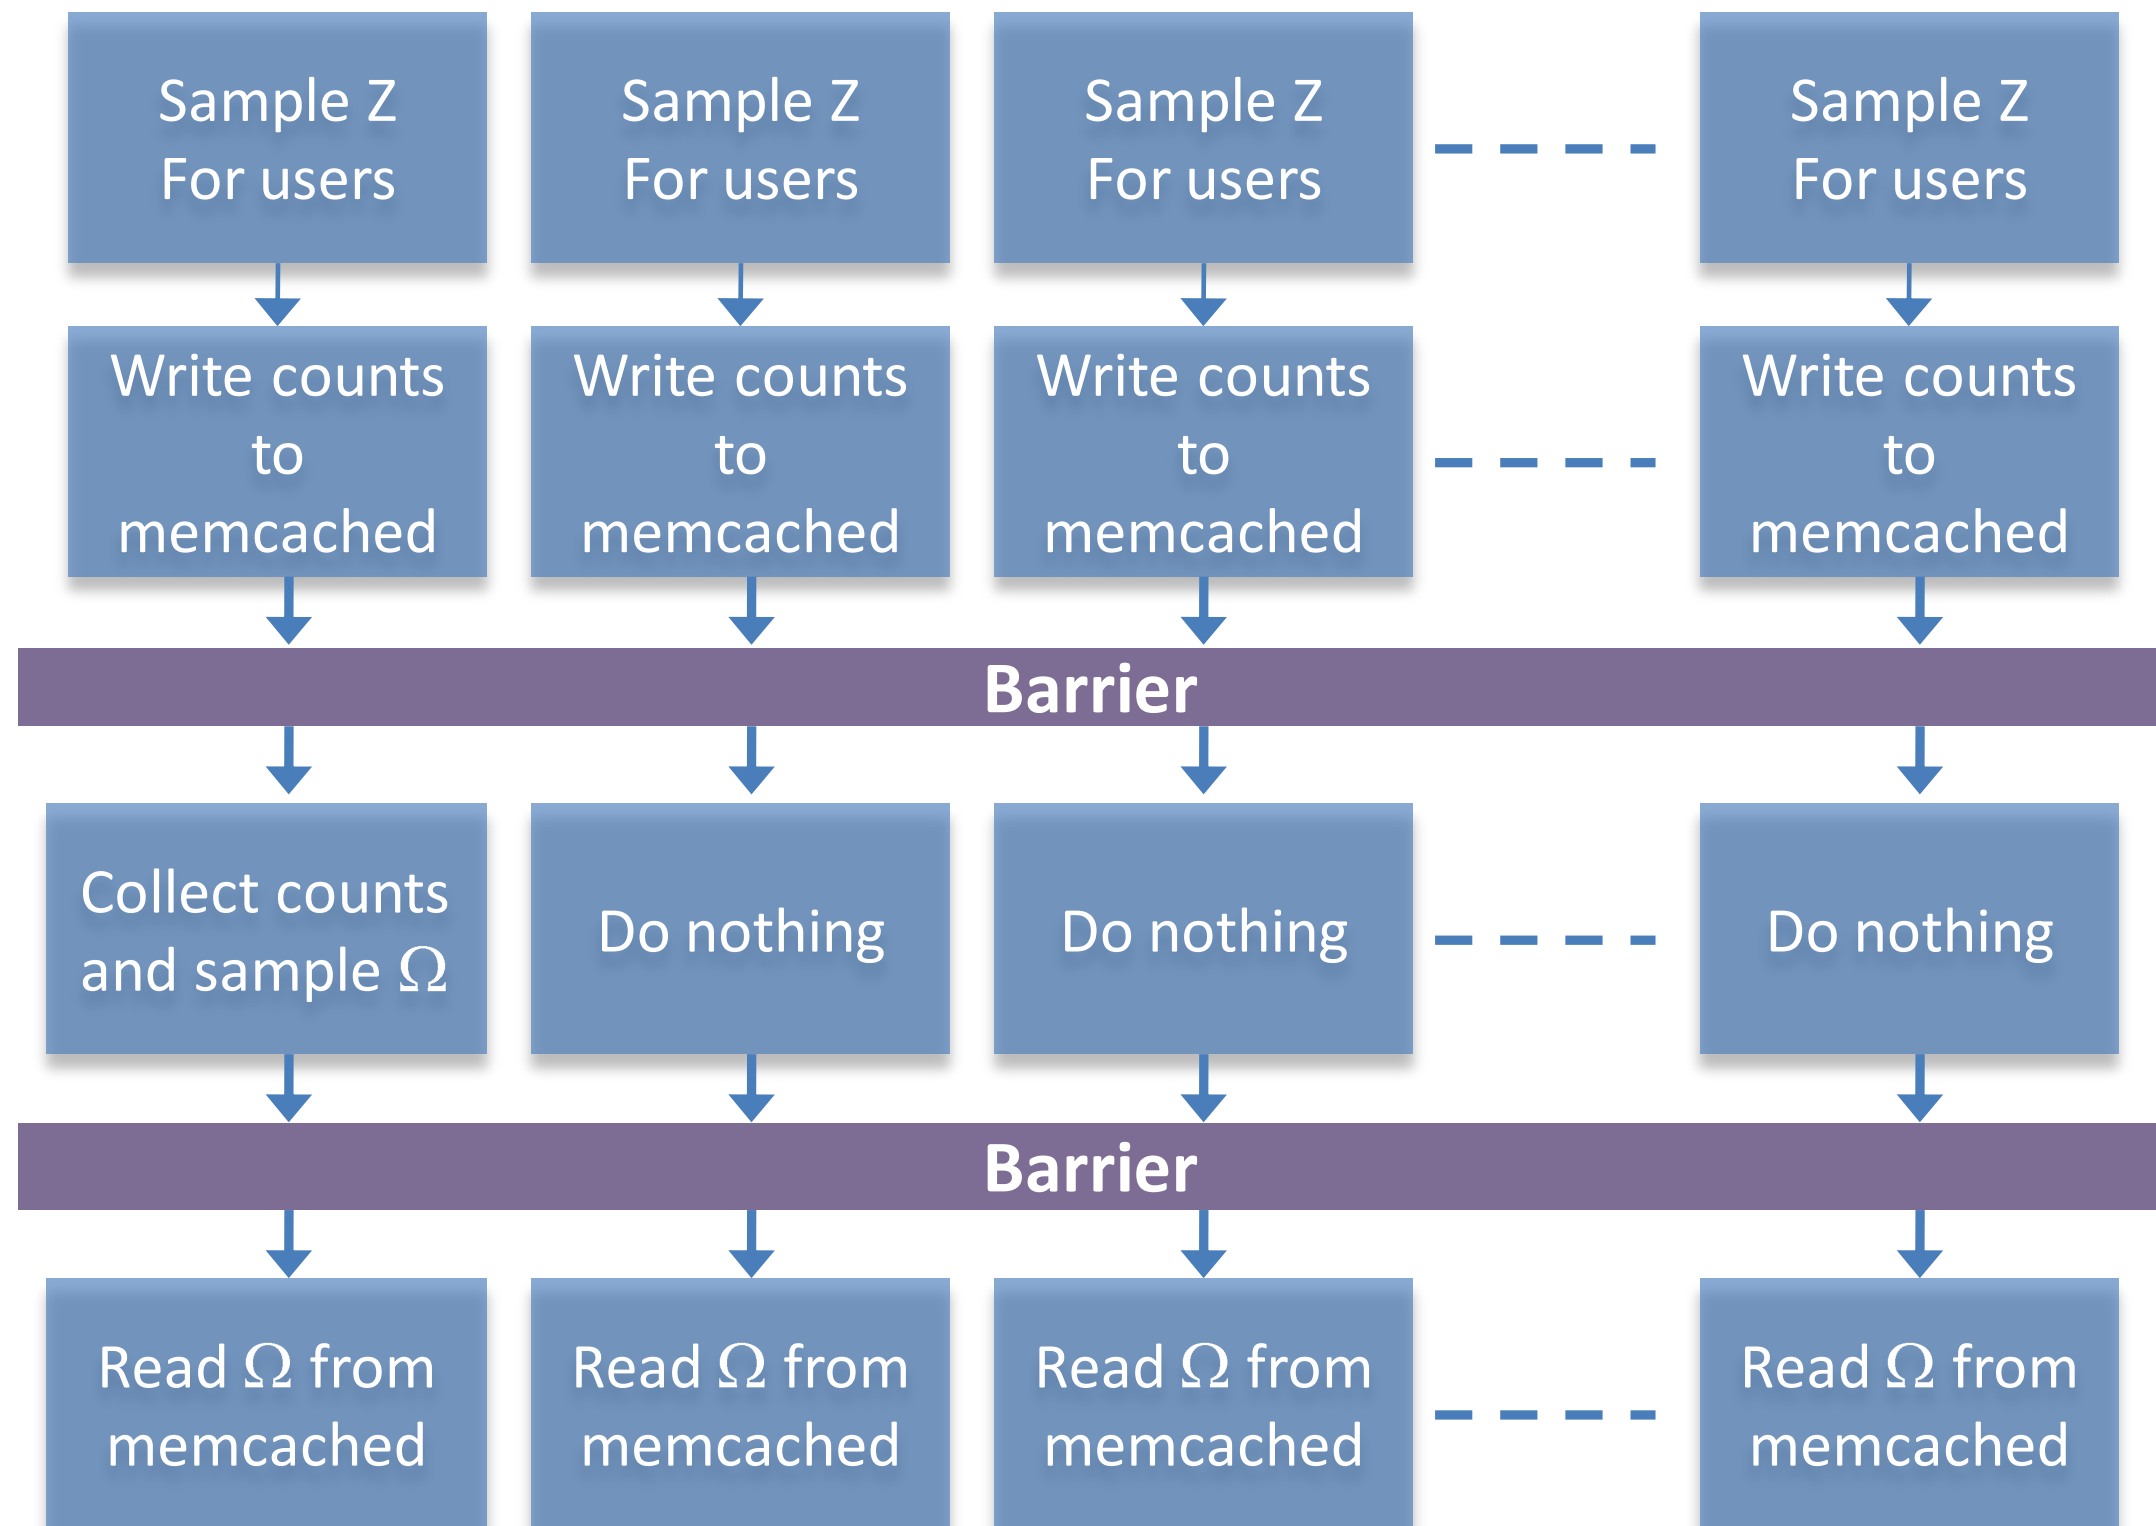 Sample Z
For users
Sample Z
For users
Sample Z
For users
Sample Z
For users
Write counts
to
memcached
Write counts
to
memcached
Write counts
to
memcached
Write counts
to
memcached
Barrier
Collect counts
and sample Ω
Do nothing
Do nothing
Do nothing
Barrier
Read Ω from
memcached
Read Ω from
memcached
Read Ω from
memcached
Read Ω from
memcached